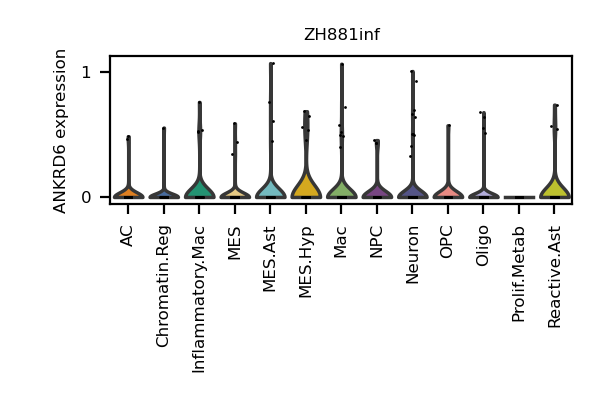 ZH881inf
ANKRD6 expression
1
0
AC
Chromatin.Reg
Inflammatory.Mac
MES
MES.Ast
MES.Hyp
Mac
NPC
Neuron
OPC
Oligo
Prolif.Metab
Reactive.Ast